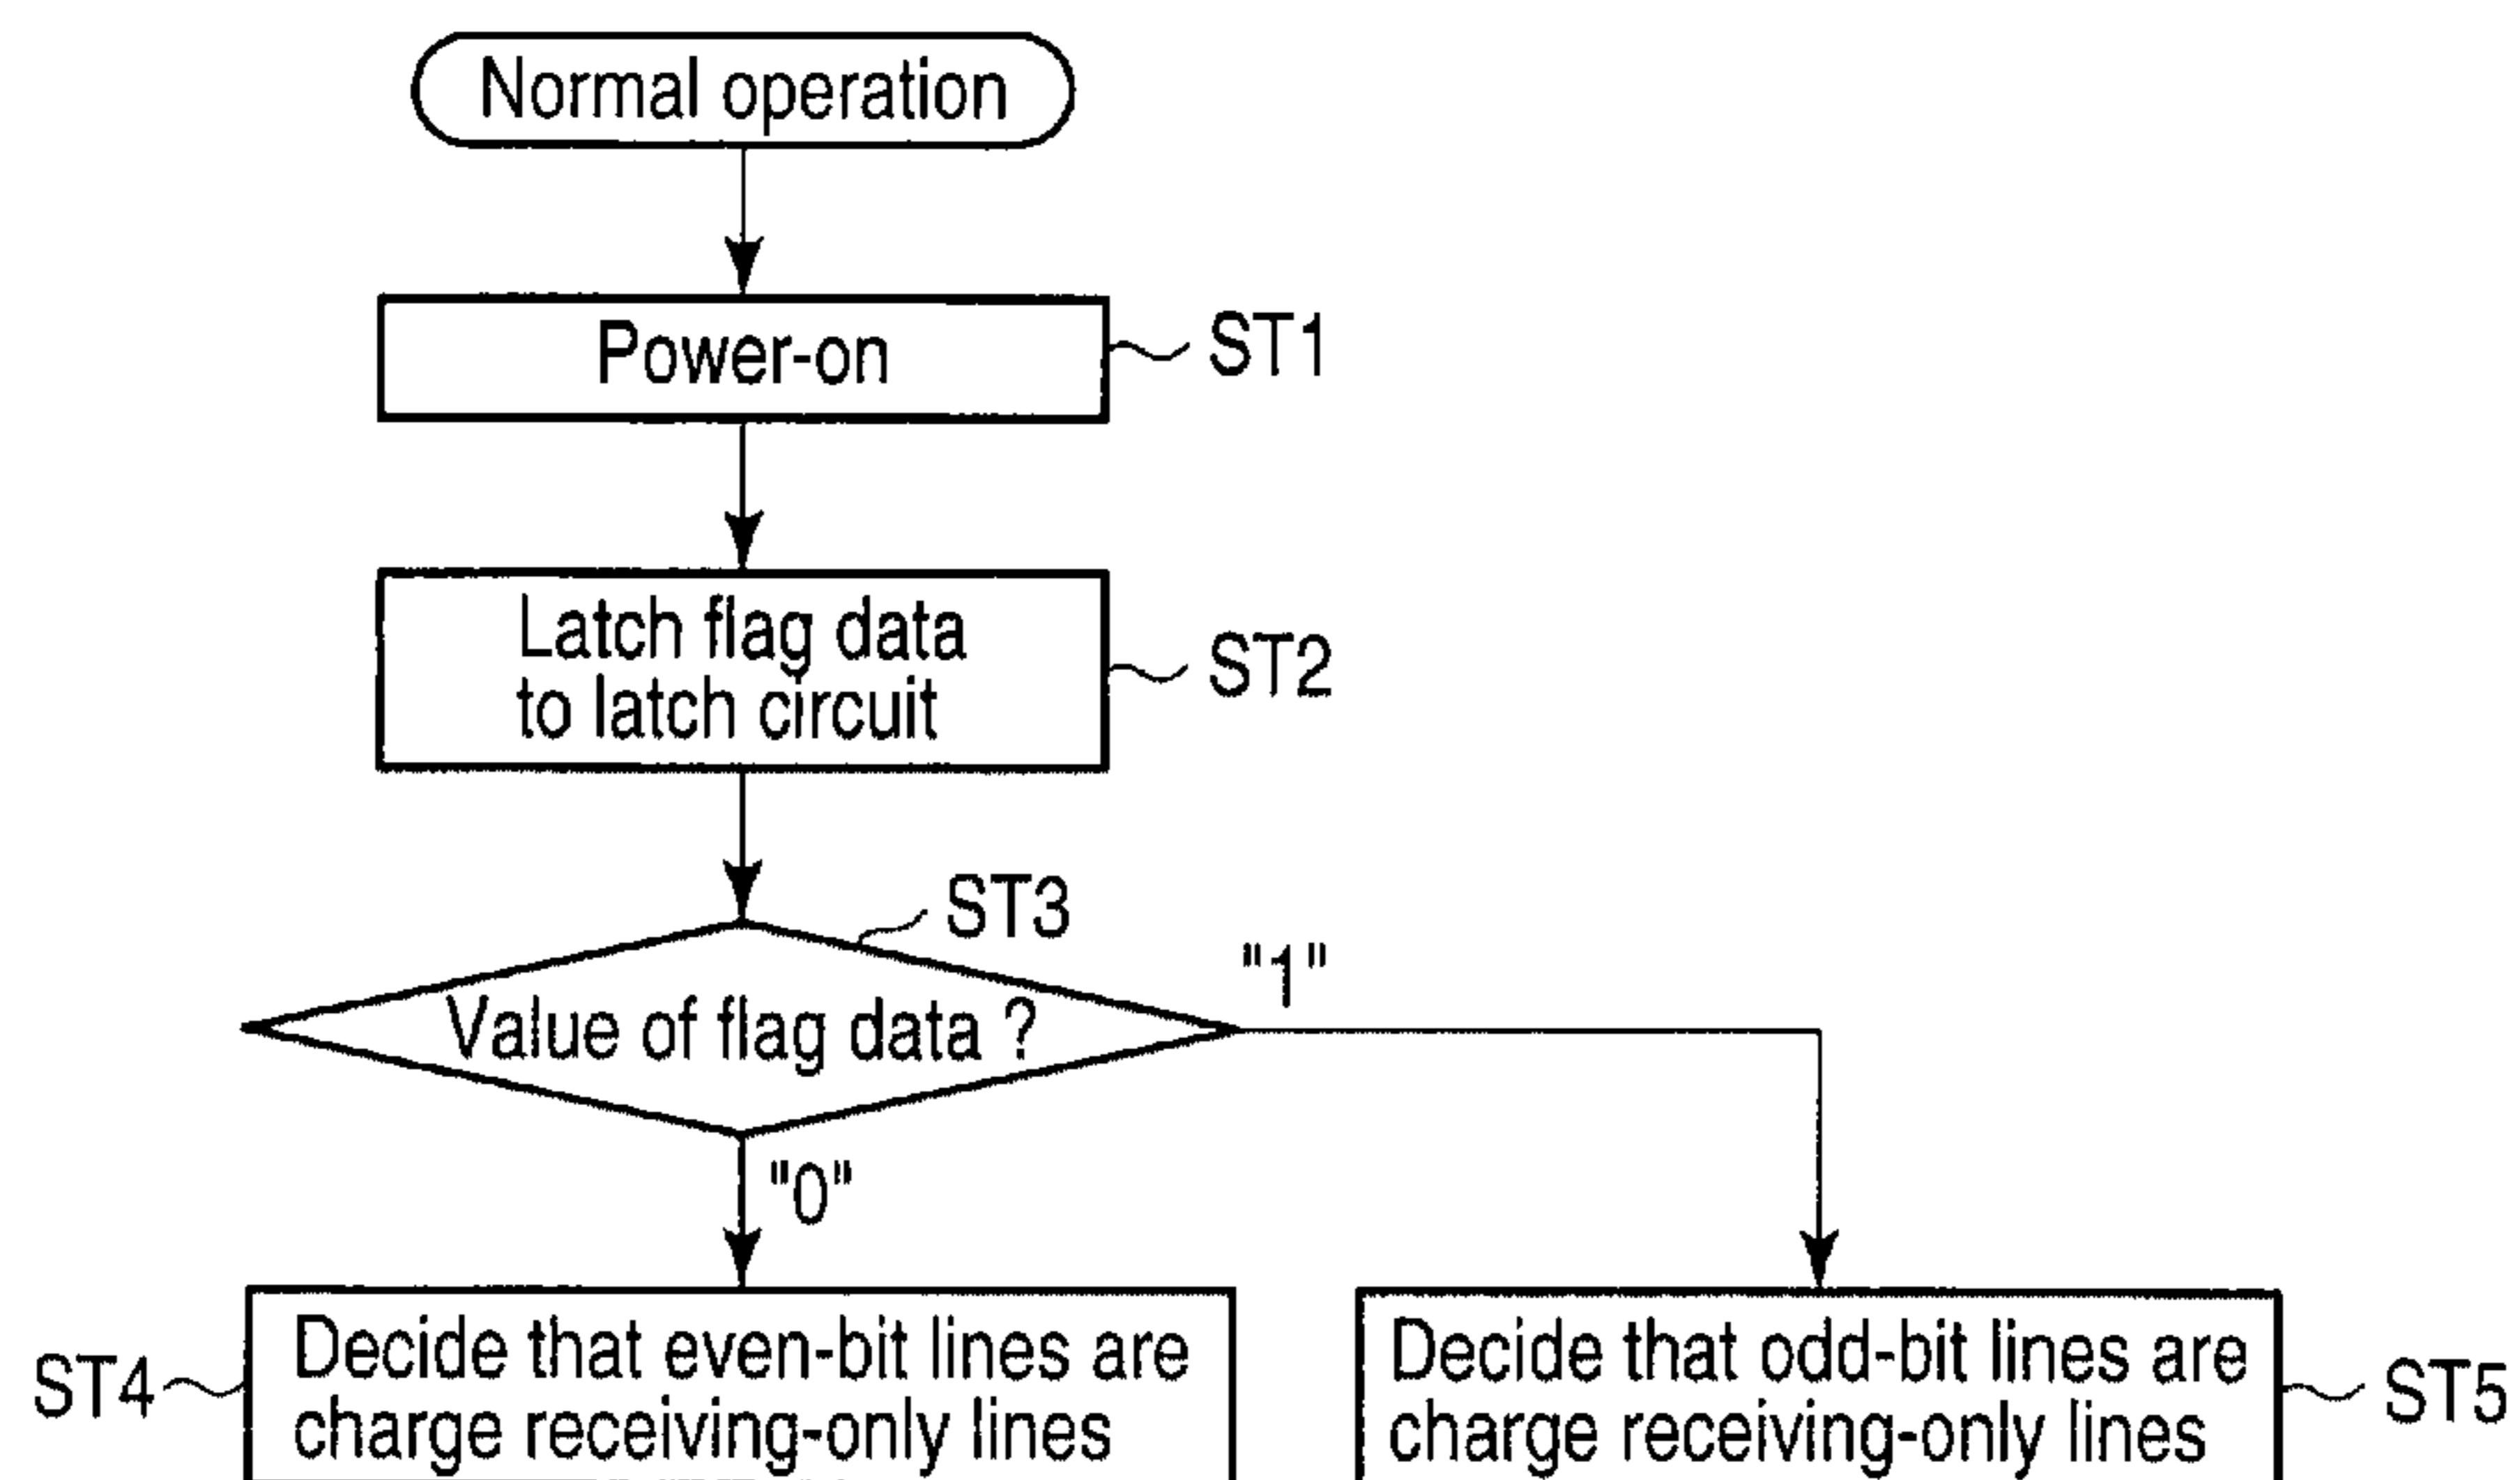 Normal operation
Power-on
ST1
Latch flag data
to latch circuit
ST2
ST3
Value of flag data ?
"1"
"0"
ST4
Decide that even-bit lines are
charge receiving-only lines
Decide that odd-bit lines are
charge receiving-only lines
ST5